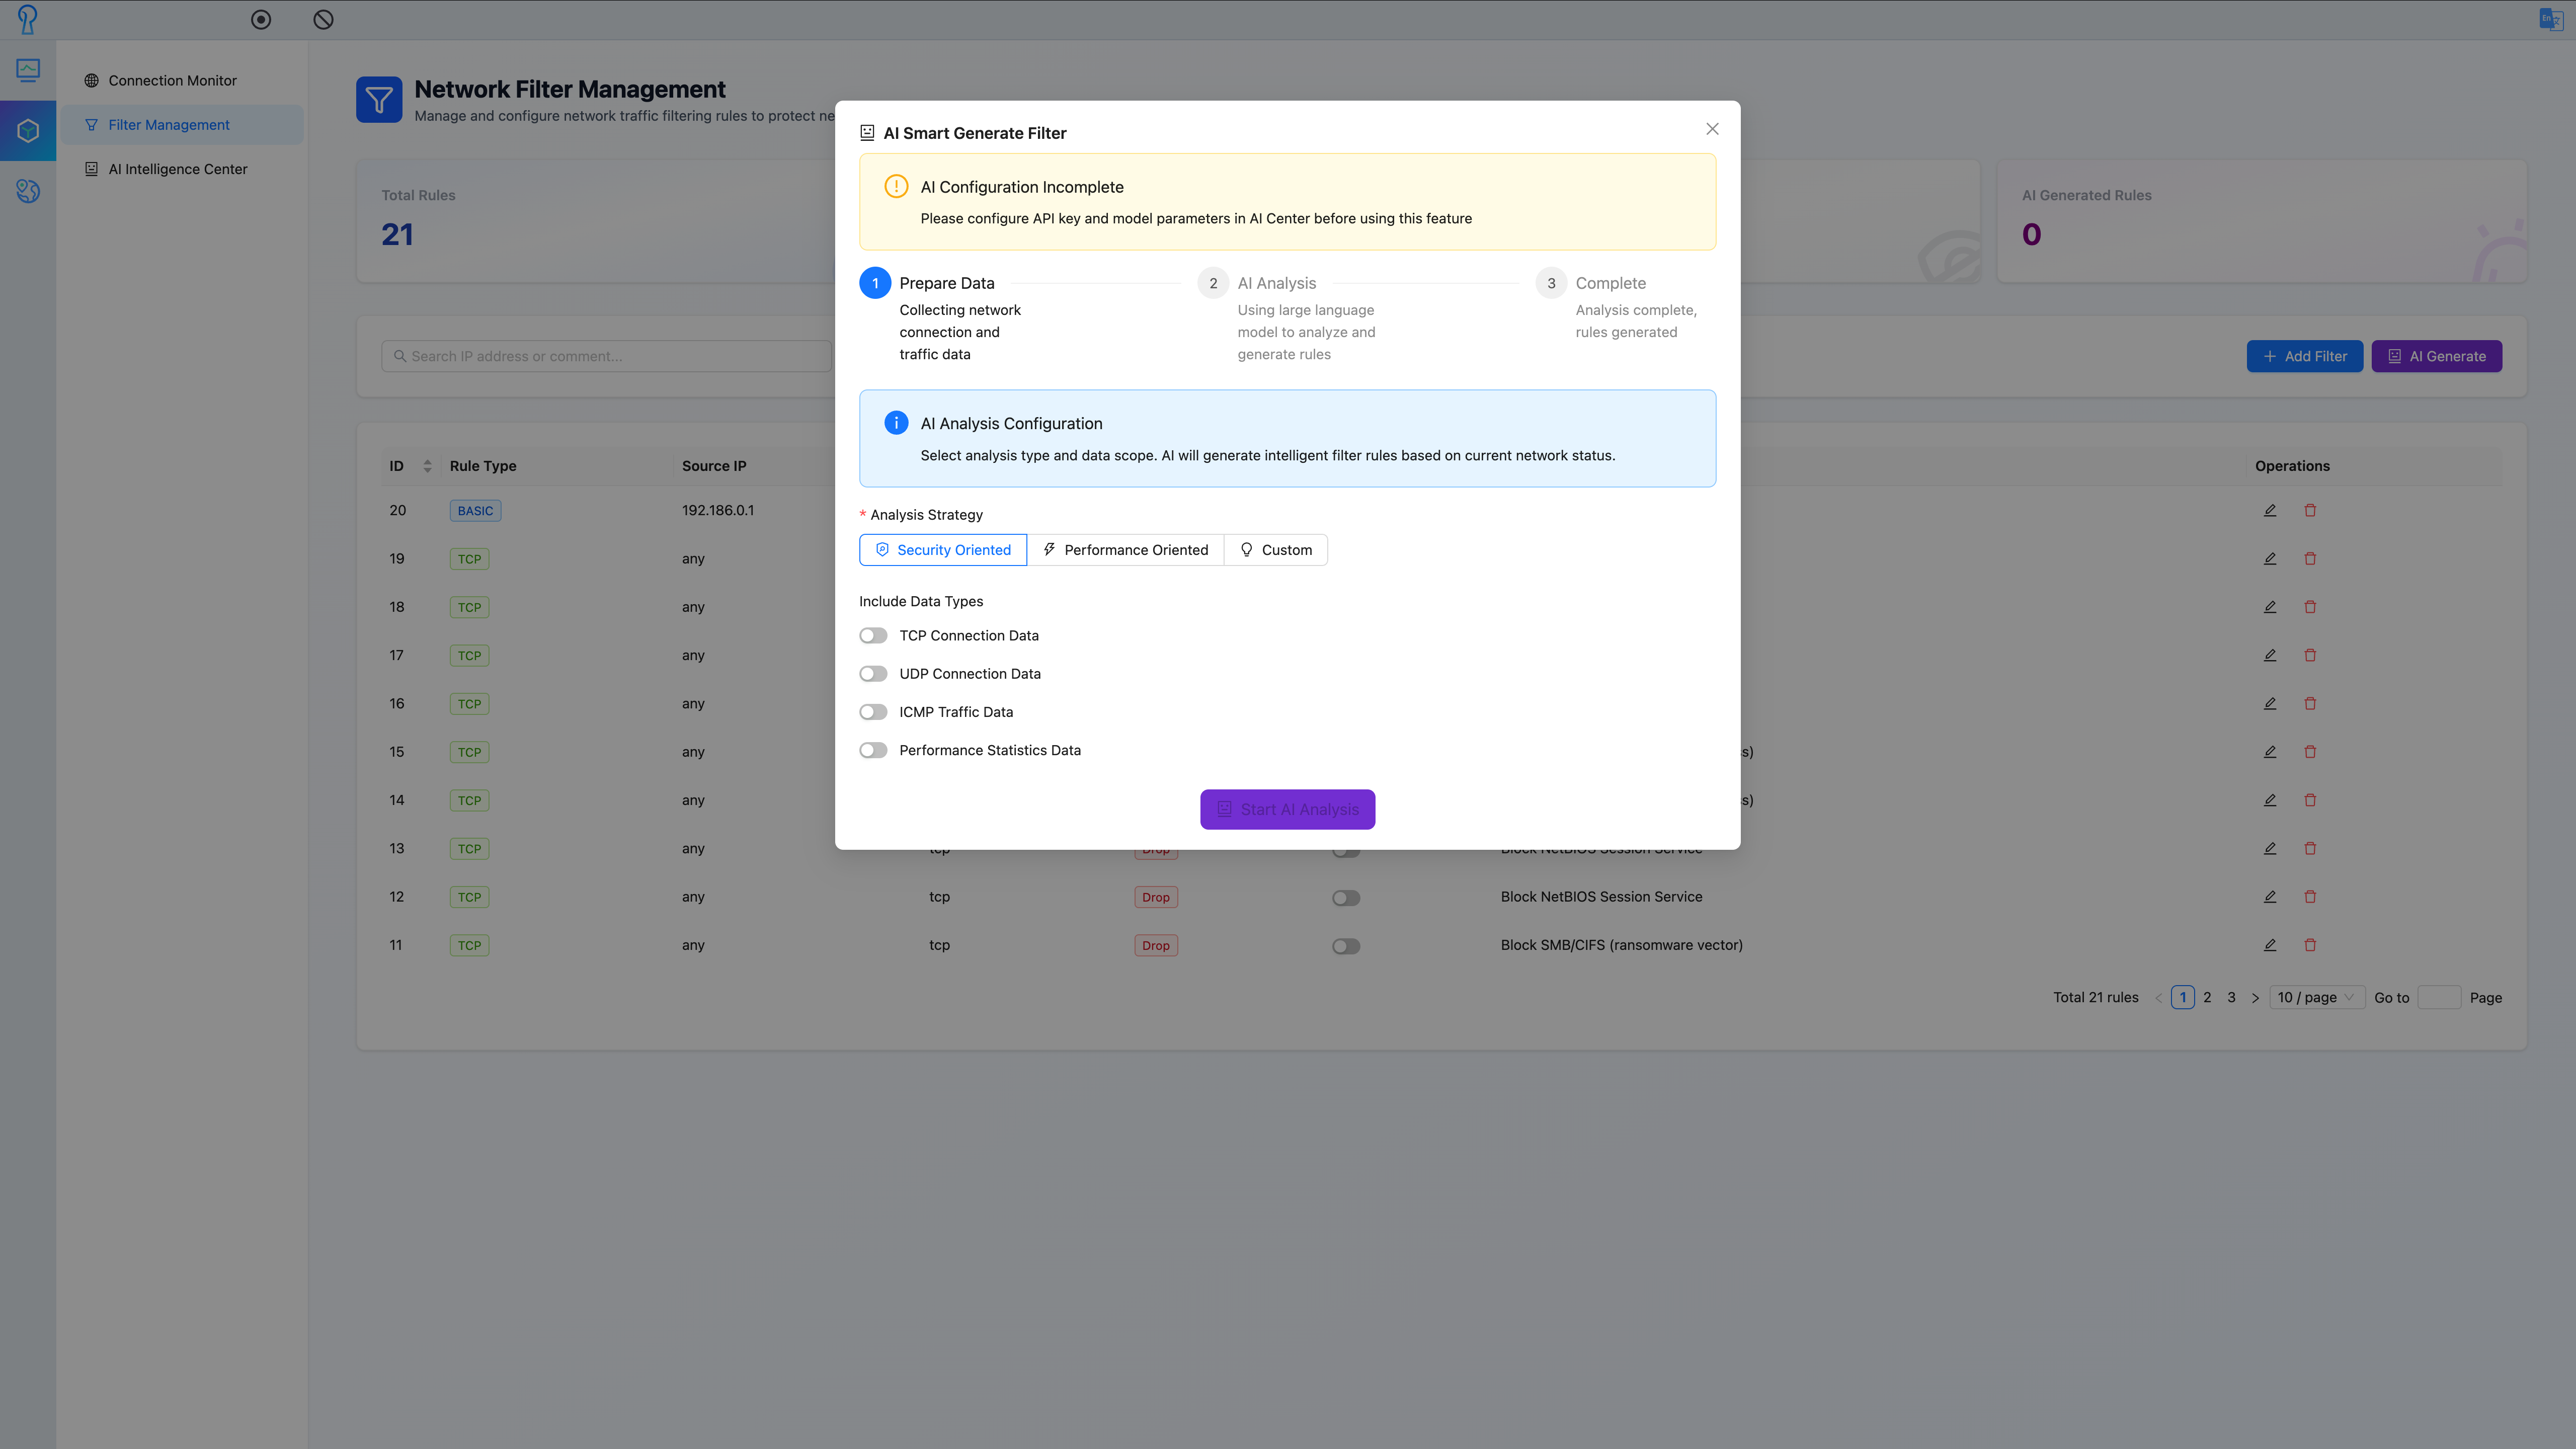 Connection Monitor
Filter Management
AI Intelligence Center
Network Filter Management
Manage and configure network traffic filtering rules to protect ne
Total Rules
21
AI Generated Rules
0
Search IP address or comment...
Add Filter
AI Generate
AI Smart Generate Filter
AI Configuration Incomplete
Please configure API key and model parameters in AI Center before using this feature
1 Prepare Data
Collecting network
connection and
traffic data
2 AI Analysis
Using large language
model to analyze and
generate rules
3 Complete
Analysis complete,
rules generated
AI Analysis Configuration
Select analysis type and data scope. AI will generate intelligent filter rules based on current network status.
* Analysis Strategy
Security Oriented Performance Oriented Custom
Include Data Types
TCP Connection Data
UDP Connection Data
ICMP Traffic Data
Performance Statistics Data
Start AI Analysis
ID Rule Type Source IP Operations
20 BASIC 192.186.0.1
19 TCP any
18 TCP any
17 TCP any
16 TCP any
15 TCP any s)
14 TCP any s)
13 TCP any tcp Drop Block NetBIOS Session Service
12 TCP any tcp Drop Block NetBIOS Session Service
11 TCP any tcp Drop Block SMB/CIFS (ransomware vector)
Total 21 rules 1 2 3 10 / page Go to Page